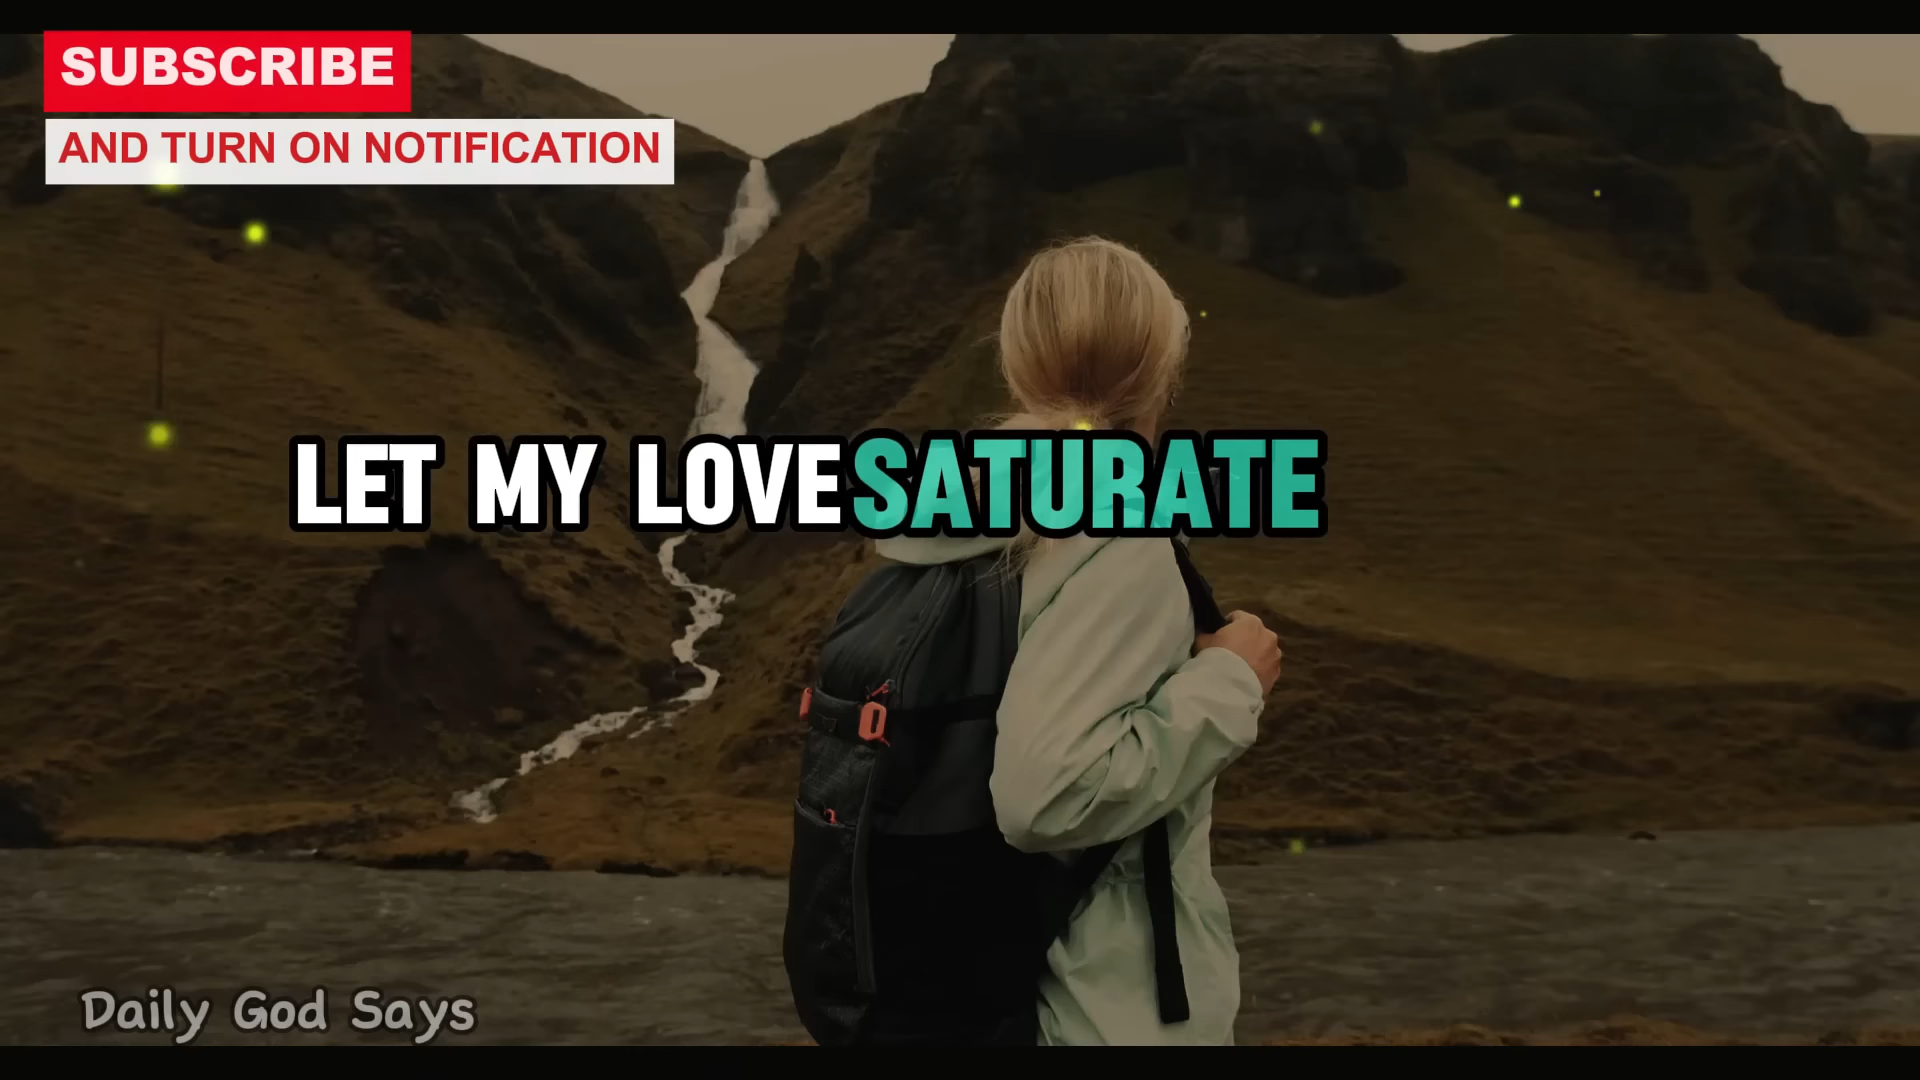 SUBSCRIBE
AND TURN ON NOTIFICATION
LET MY LOVE SATURATE
Daily God Says